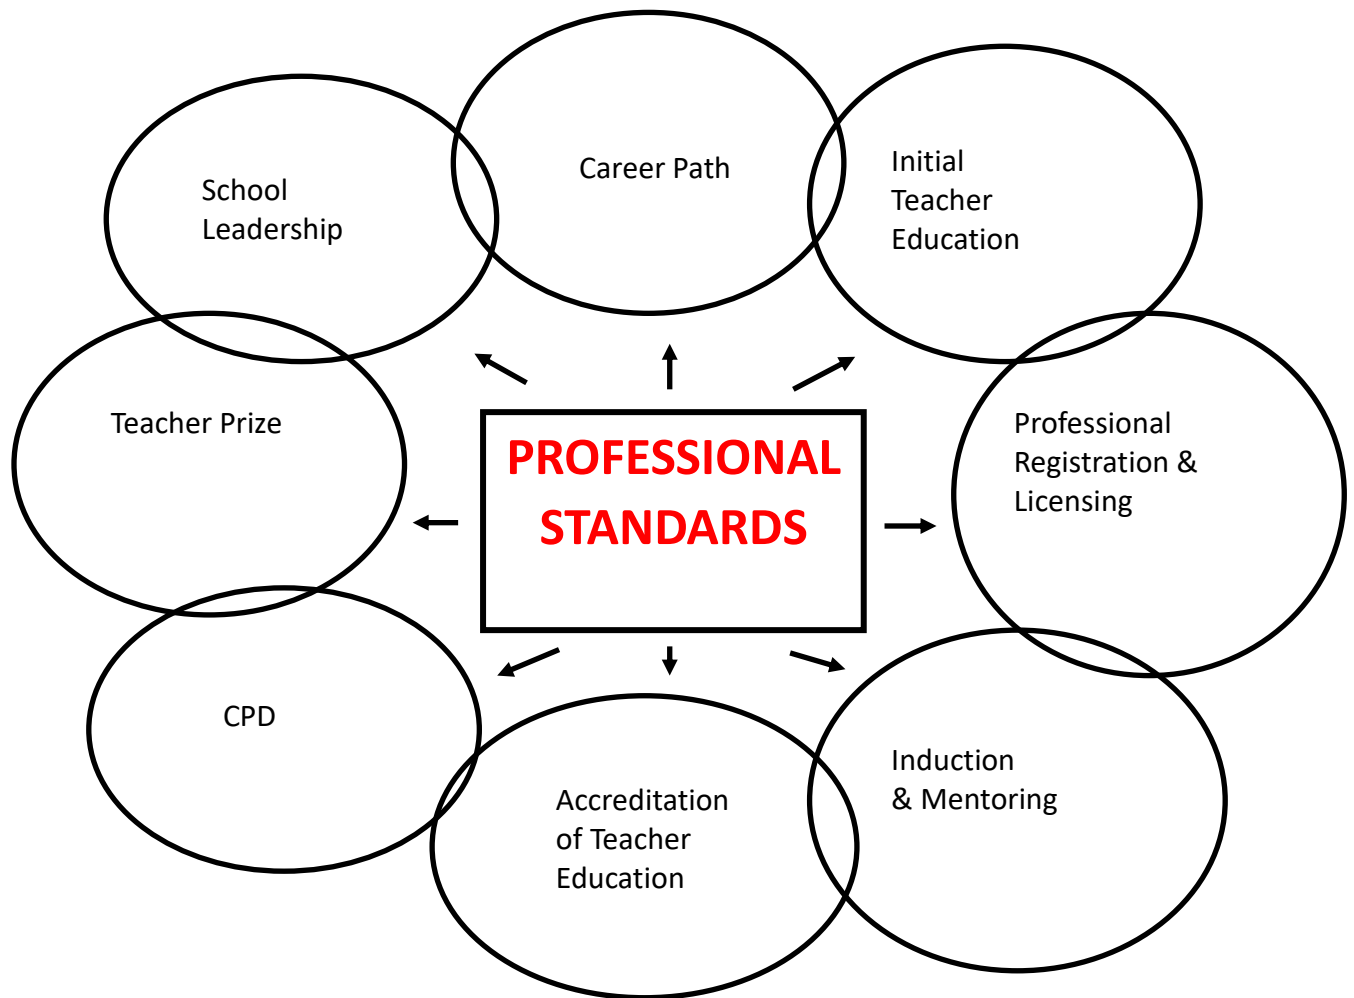 Career Path
Initial
Teacher
Education
School
Leadership
Teacher Prize
PROFESSIONAL
STANDARDS
Professional
Registration &
Licensing
CPD
Accreditation
of Teacher
Education
Induction
& Mentoring